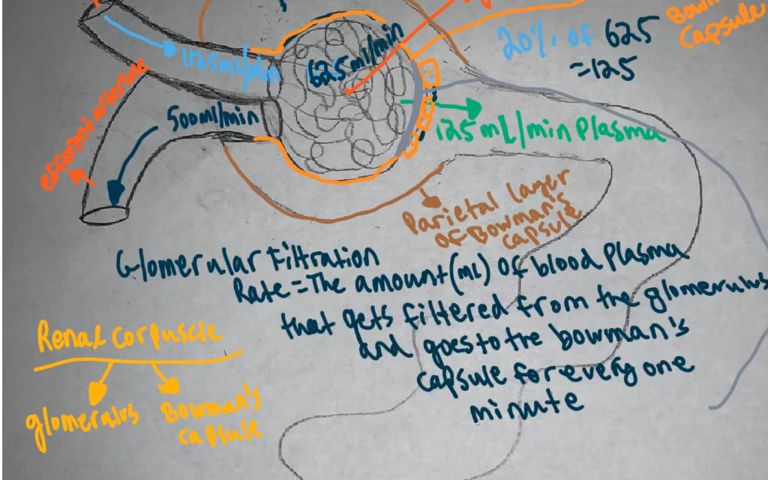 625ml/min
20% of 625
=125
Bowman's
Capsule
efferent arteriole
500ml/min
125mL/min Plasma
Parietal layer
of Bowman's
capsule
Glomerular Filtration
Rate=The amount(mL) of blood plasma
that gets filtered from the glomerulus
and goes to the bowman's
capsule for every one
minute
Renal corpuscle
glomerulus
Bowman's
capsule